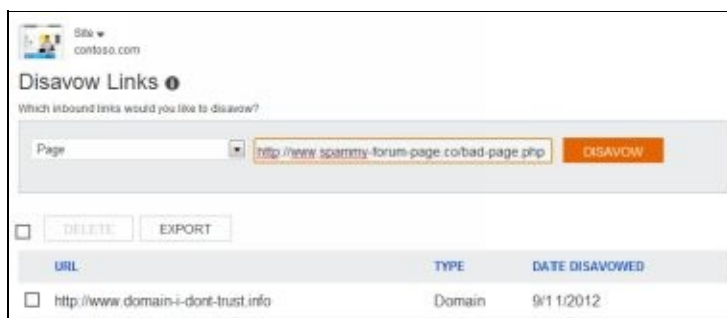 Site
contoso.com
Disavow Links
Which inbound links would you like to disavow?
Page http://www.spammy-forum-page.co/bad-page.php DISAVOW
DELETE EXPORT
URL TYPE DATE DISAVOWED
http://www.domain-i-dont-trust.info Domain 9/11/2012